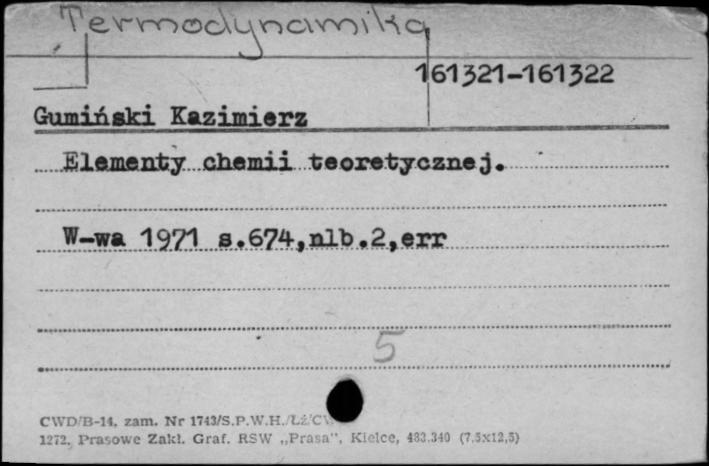 Termodynamika
161321-161322
Gumiński Kazimierz
Elementy chemii teoretycznej.
W-wa 1971 s.674,nlb.2,err
5
CWD/B-14, zam. Nr 1743/S.P.W.H./Łź/
1272, Prasowe Zakł. Graf. RSW „Prasa", Kielce, 483.340 (7,5x12,5)